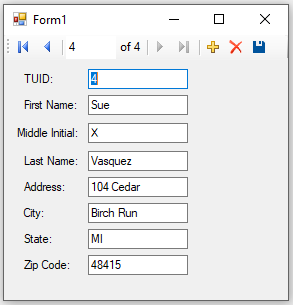 Form1
4 of 4
TUID: 4
First Name: Sue
Middle Initial: X
Last Name: Vasquez
Address: 104 Cedar
City: Birch Run
State: MI
Zip Code: 48415